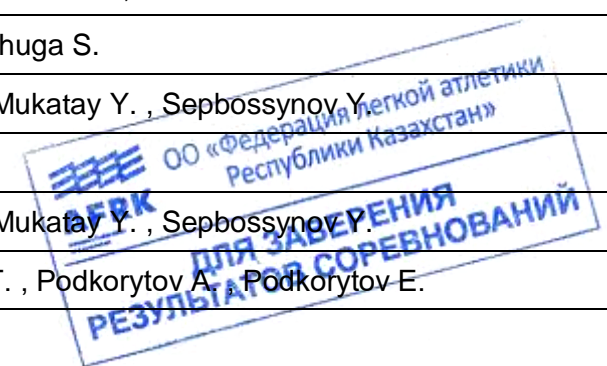 huga S.
Mukatay Y. , Sepbossynov Y.
Mukatay Y. , Sepbossynov Y.
. , Podkorytov A. , Podkorytov E.
ОО «Федерация легкой атлетики
Республики Казахстан»
ДЛЯ ЗАВЕРЕНИЯ
РЕЗУЛЬТАТОВ СОРЕВНОВАНИЙ